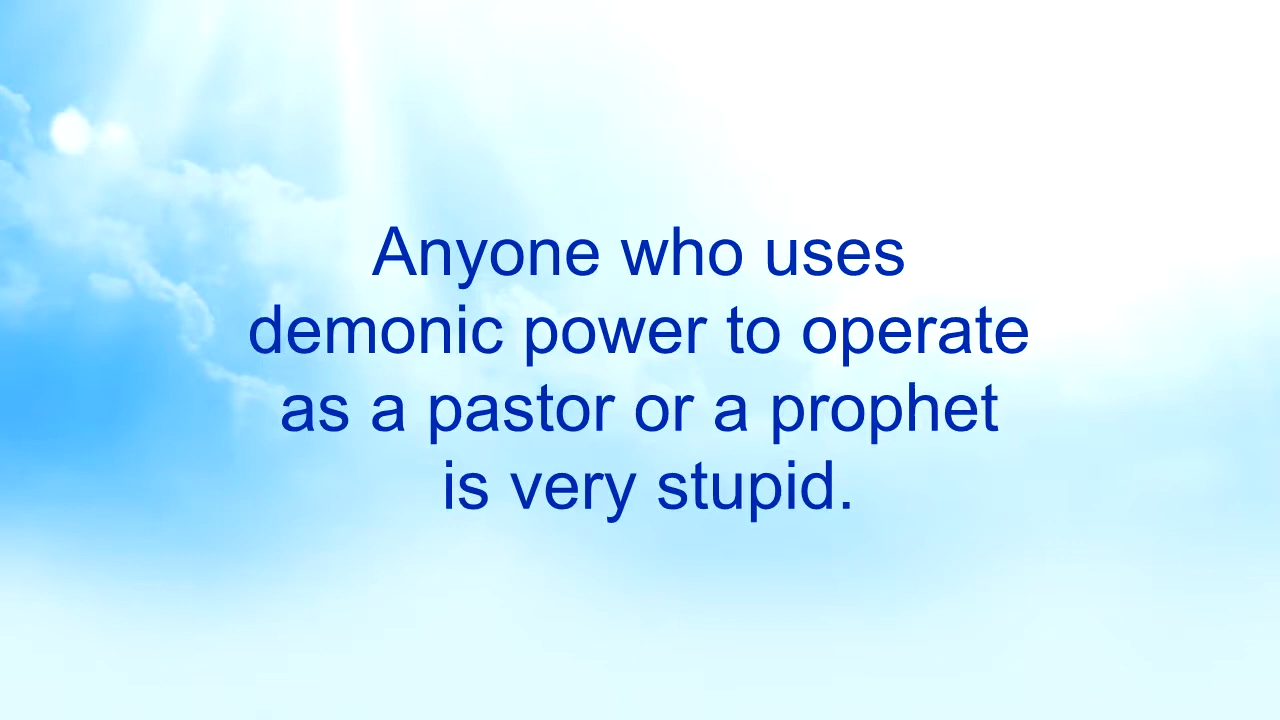 Anyone who uses
demonic power to operate
as a pastor or a prophet
is very stupid.